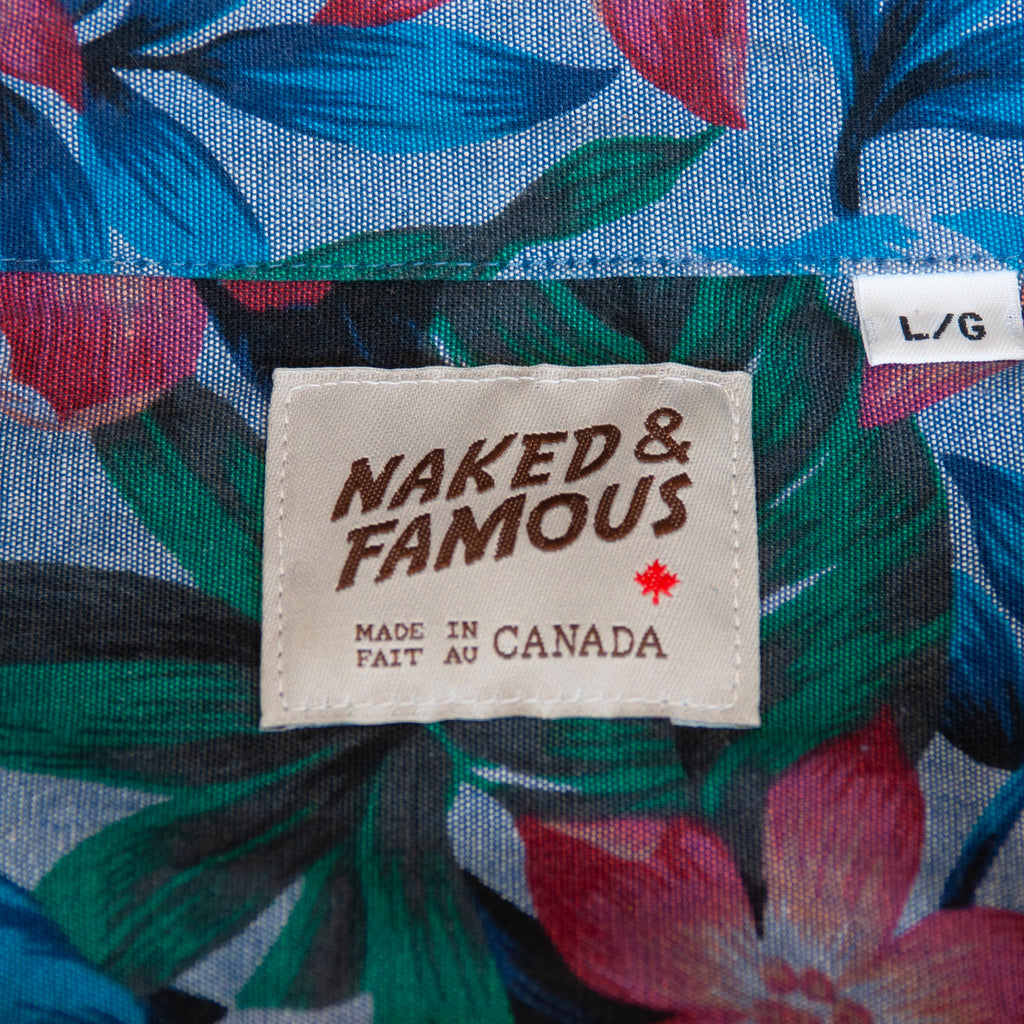 L/G
NAKED &
FAMOUS
MADE IN
FAIT AU CANADA